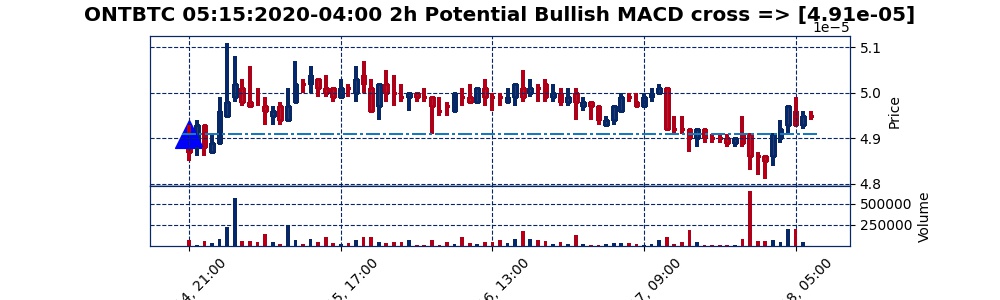 ONTBTC 05:15:2020-04:00 2h Potential Bullish MACD cross => [4.91e-05]
1e−5
5.1
5.0
4.9
4.8
Price
500000
250000
Volume
4, 21:00
5, 17:00
6, 13:00
7, 09:00
8, 05:00